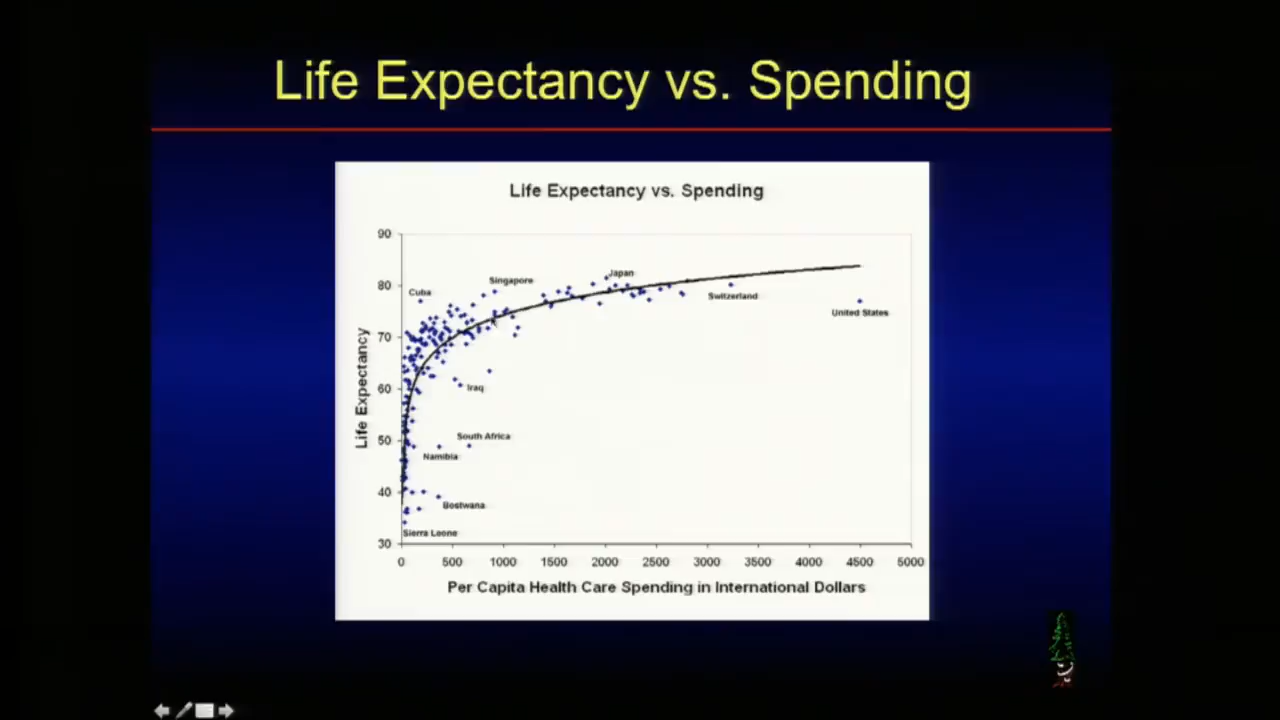 Life Expectancy vs. Spending
Life Expectancy vs. Spending
Life Expectancy
90
80
70
60
50
40
30
Cuba
Singapore
Japan
Switzerland
United States
Iraq
South Africa
Namibia
Bostwana
Sierra Leone
0 500 1000 1500 2000 2500 3000 3500 4000 4500 5000
Per Capita Health Care Spending in International Dollars